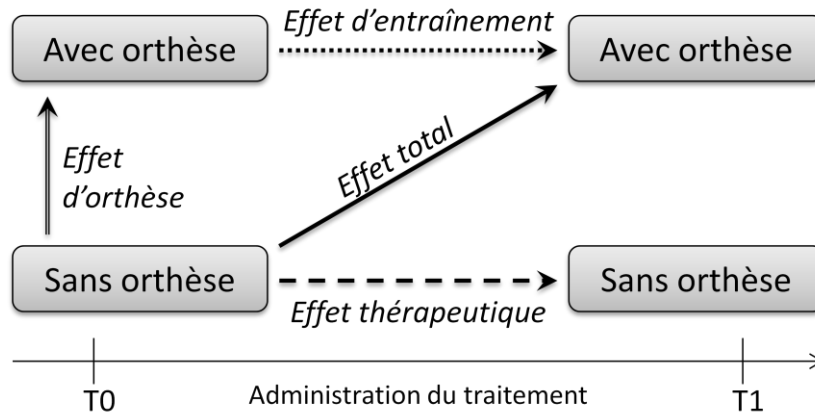 Effet d'entraînement
Avec orthèse
Avec orthèse
Effet
d'orthèse
Effet total
Sans orthèse
Sans orthèse
Effet thérapeutique
T0
Administration du traitement
T1